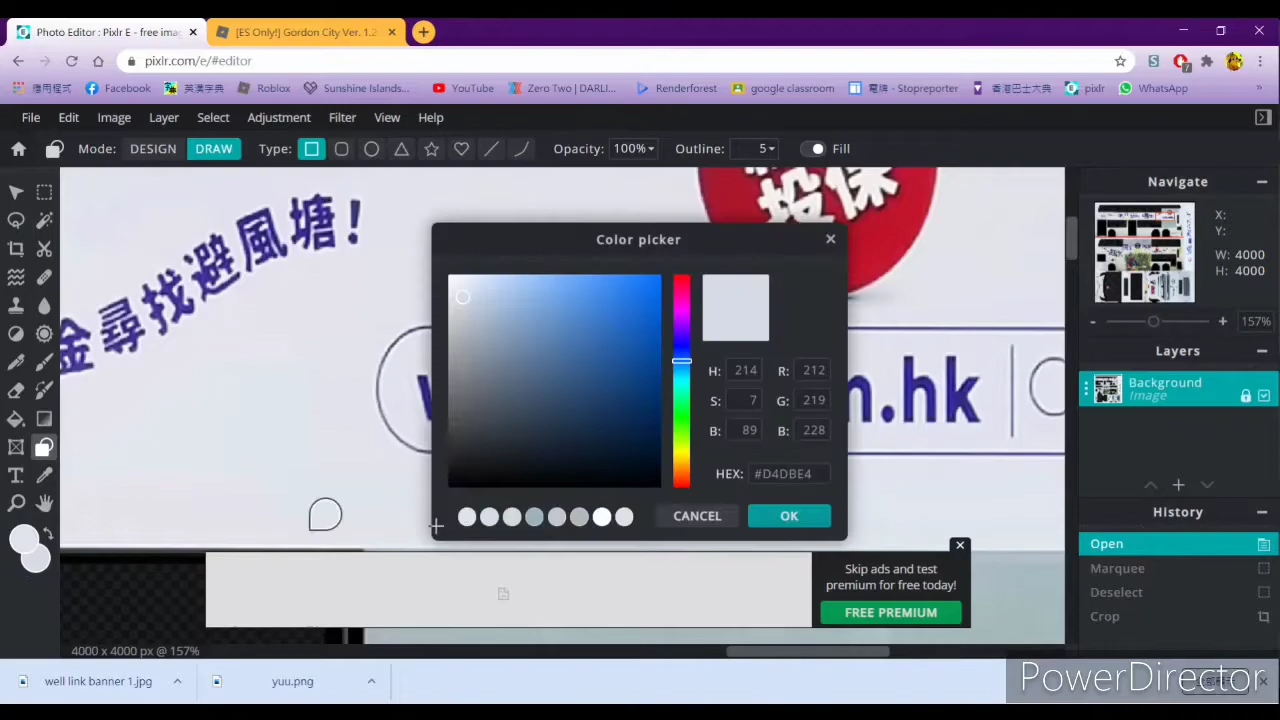 Photo Editor : Pixlr E - free ima
[ES Only!] Gordon City Ver. 1.2
pixlr.com/e/#editor
7
應用程式
Facebook
英漢字典
Roblox
Sunshine Islands...
YouTube
Zero Two | DARLI...
Renderforest
google classroom
電構 - Stopreporter
香港巴士大典
pixlr
WhatsApp
»
File
Edit
Image
Layer
Select
Adjustment
Filter
View
Help
Mode:
DESIGN
DRAW
Type:
Opacity: 100%
Outline: 5
Fill
投保
金尋找避風塘!
n.hk
Color picker
H: 214
R: 212
S: 7
G: 219
B: 89
B: 228
HEX: #D4DBE4
CANCEL
OK
Navigate
X:
Y:
W: 4000
H: 4000
- + 157%
Layers
Background
Image
History
Open
Marquee
Deselect
Crop
Skip ads and test
premium for free today!
FREE PREMIUM
4000 x 4000 px @ 157%
well link banner 1.jpg
yuu.png
PowerDirector